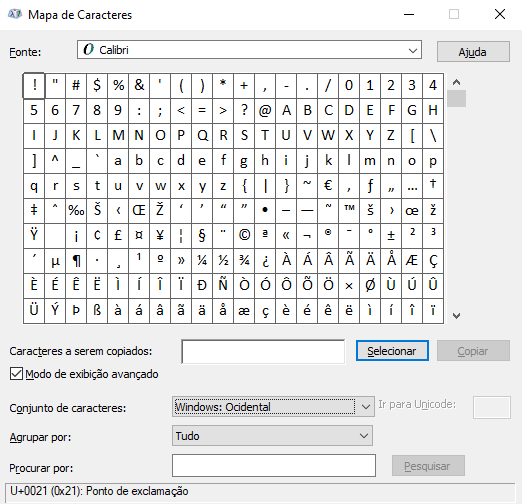 Mapa de Caracteres
Fonte: Calibri Ajuda
! " # $ % & ' ( ) * + , - . / 0 1 2 3 4
5 6 7 8 9 : ; < = > ? @ A B C D E F G H
I J K L M N O P Q R S T U V W X Y Z [ \
] ^ _ ` a b c d e f g h i j k l m n o p
q r s t u v w x y z { | } ~ € ‚ ƒ „ … †
‡ ˆ ‰ Š ‹ Œ Ž ‘ ’ “ ” • – — ˜ ™ š › œ ž
Ÿ ¡ ¢ £ ¤ ¥ ¦ § ¨ © ª « ¬ ® ¯ ° ± ² ³
´ µ ¶ · ¸ ¹ º » ¼ ½ ¾ ¿ À Á Â Ã Ä Å Æ Ç
È É Ê Ë Ì Í Î Ï Ð Ñ Ò Ó Ô Õ Ö × Ø Ù Ú Û
Ü Ý Þ ß à á â ã ä å æ ç è é ê ë ì í î ï
Caracteres a serem copiados: Selecionar Copiar
Modo de exibição avançado
Conjunto de caracteres: Windows: Ocidental Ir para Unicode:
Agrupar por: Tudo
Procurar por: Pesquisar
U+0021 (0x21): Ponto de exclamação